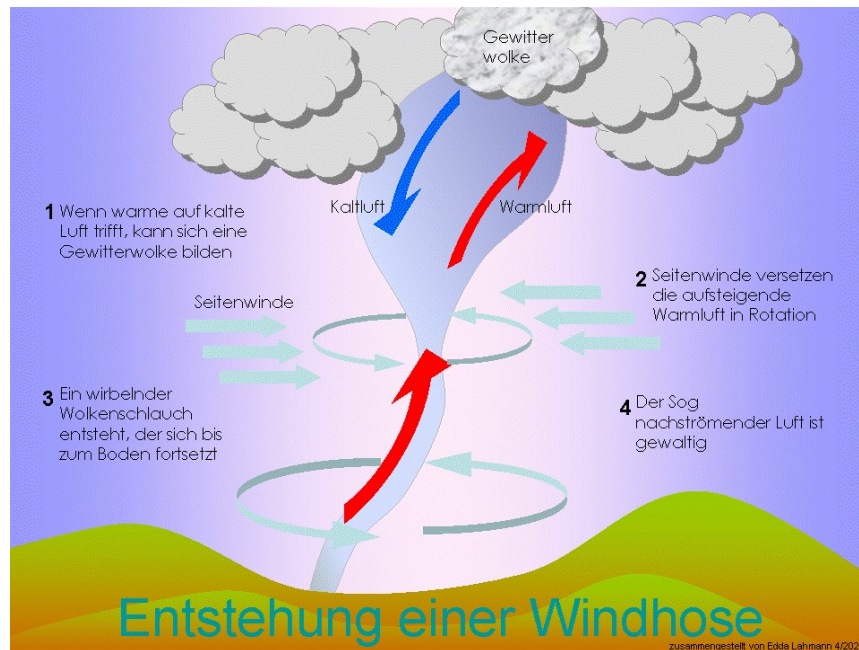 Gewitter
wolke
Kaltluft
Warmluft
1 Wenn warme auf kalte
Luft trifft, kann sich eine
Gewitterwolke bilden
Seitenwinde
2 Seitenwinde versetzen
die aufsteigende
Warmluft in Rotation
3 Ein wirbelnder
Wolkenschlauch
entsteht, der sich bis
zum Boden fortsetzt
4 Der Sog
nachströmender Luft ist
gewaltig
Entstehung einer Windhose
zusammengestellt von Edda Lahmann 4/202